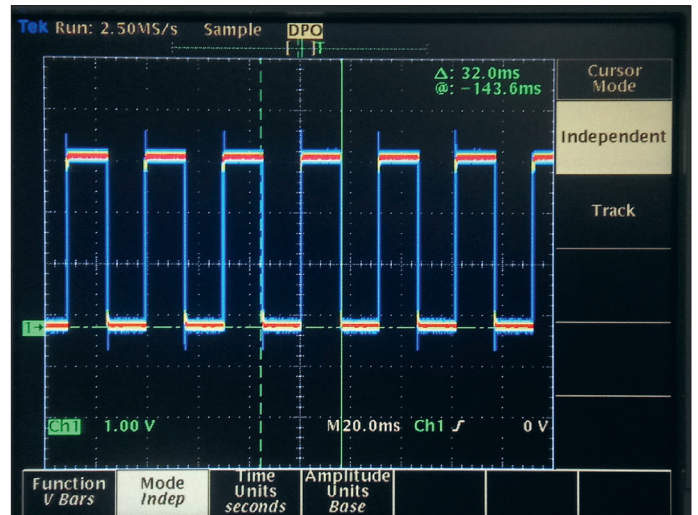 Tek Run: 2.50MS/s Sample DPO
Δ: 32.0ms
@: -143.6ms
Cursor
Mode
Independent
Track
1→
Ch1 1.00 V M20.0ms Ch1 0 V
Function
V Bars
Mode
Indep
Time
Units
seconds
Amplitude
Units
Base